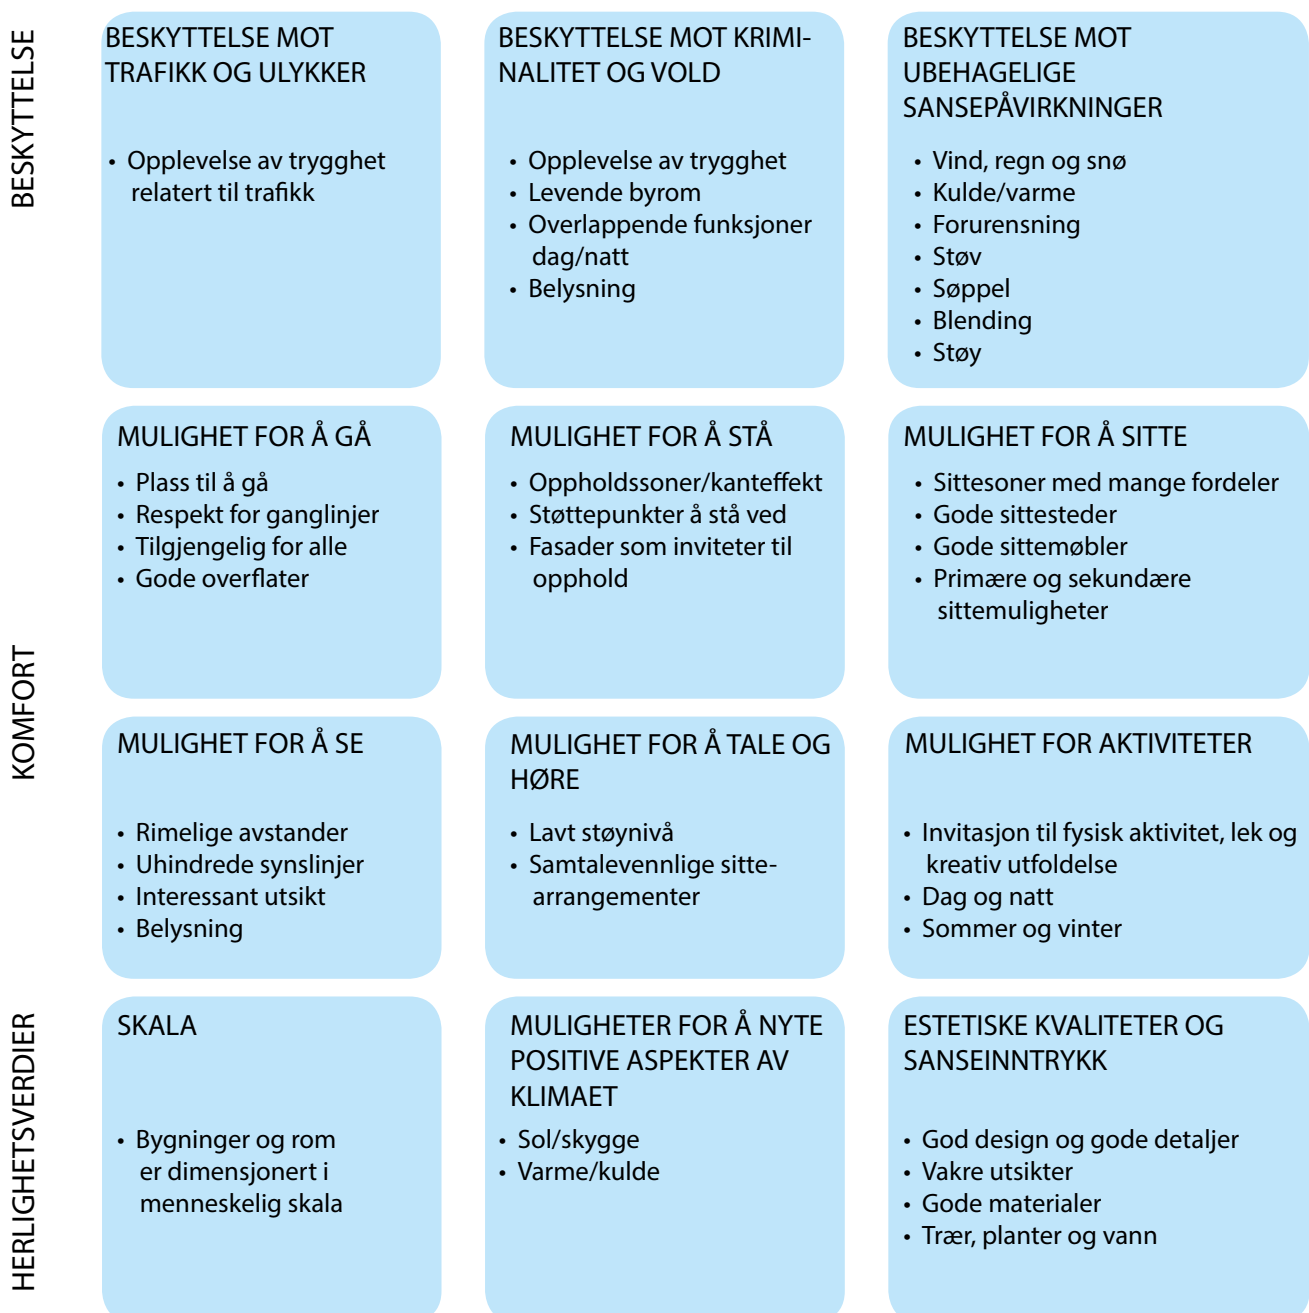 BESKYTTELSE
BESKYTTELSE MOT
TRAFIKK OG ULYKKER
• Opplevelse av trygghet
relatert til trafikk
BESKYTTELSE MOT KRIMI-
NALITET OG VOLD
• Opplevelse av trygghet
• Levende byrom
• Overlappende funksjoner
dag/natt
• Belysning
BESKYTTELSE MOT
UBEHAGELIGE
SANSEPÅVIRKNINGER
• Vind, regn og snø
• Kulde/varme
• Forurensning
• Støv
• Søppel
• Blending
• Støy
KOMFORT
MULIGHET FOR Å GÅ
• Plass til å gå
• Respekt for ganglinjer
• Tilgjengelig for alle
• Gode overflater
MULIGHET FOR Å STÅ
• Oppholdssoner/kanteffekt
• Støttepunkter å stå ved
• Fasader som inviteter til
opphold
MULIGHET FOR Å SITTE
• Sittesoner med mange fordeler
• Gode sittesteder
• Gode sittemøbler
• Primære og sekundære
sittemuligheter
MULIGHET FOR Å SE
• Rimelige avstander
• Uhindrede synslinjer
• Interessant utsikt
• Belysning
MULIGHET FOR Å TALE OG
HØRE
• Lavt støynivå
• Samtalevennlige sitte-
arrangementer
MULIGHET FOR AKTIVITETER
• Invitasjon til fysisk aktivitet, lek og
kreativ utfoldelse
• Dag og natt
• Sommer og vinter
HERLIGHETSVERDIER
SKALA
• Bygninger og rom
er dimensjonert i
menneskelig skala
MULIGHETER FOR Å NYTE
POSITIVE ASPEKTER AV
KLIMAET
• Sol/skygge
• Varme/kulde
ESTETISKE KVALITETER OG
SANSEINNTRYKK
• God design og gode detaljer
• Vakre utsikter
• Gode materialer
• Trær, planter og vann